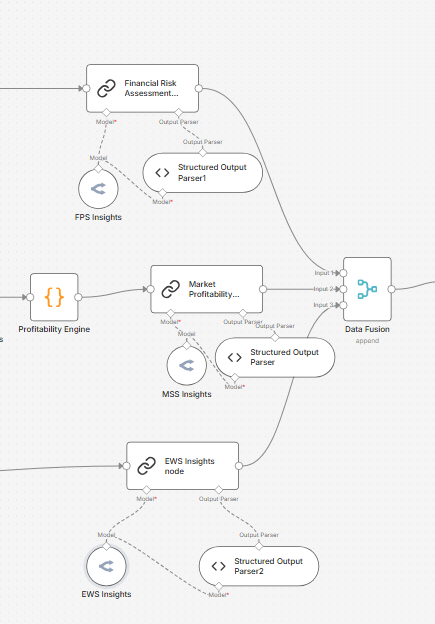 Financial Risk
Assessment...
Model*
Output Parser
Output Parser
Model
Structured Output
Parser1
Model*
FPS Insights
Input 1
Market
Profitability...
Input 2
{}
Input 3
Profitability Engine
s
Model*
Output Parser
Output Parser
Data Fusion
append
Model
Structured Output
Parser
Model*
MSS Insights
EWS Insights
node
Model*
Output Parser
Model
Output Parser
Structured Output
Parser2
EWS Insights
Model*